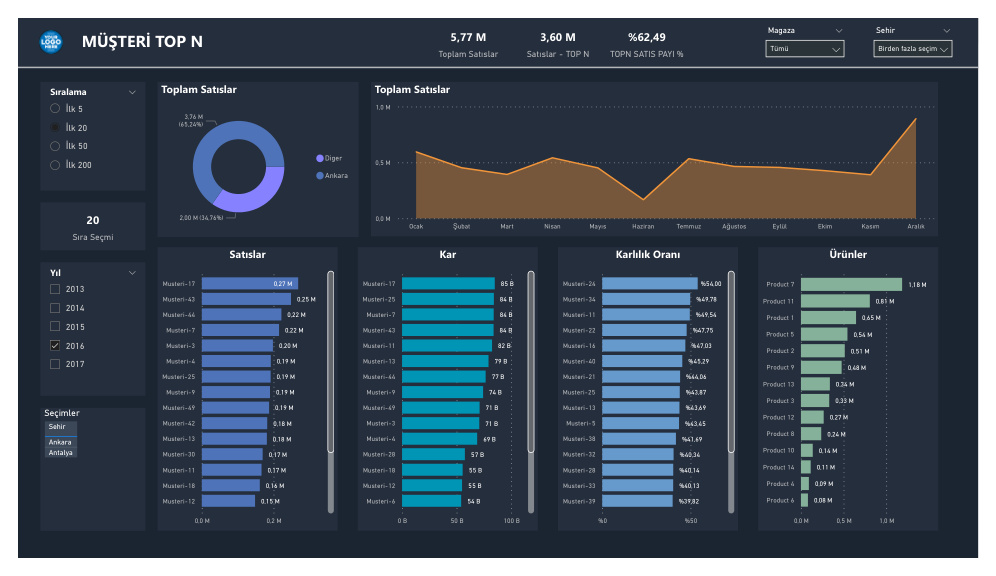 YOUR
LOGO
HERE
MÜŞTERİ TOP N
5,77 M
Toplam Satışlar
3,60 M
Satışlar - TOP N
%62,49
TOPN SATIS PAYI %
Magaza
Tümü
Sehir
Birden fazla seçim
Sıralama
İlk 5
İlk 20
İlk 50
İlk 200
20
Sıra Seçmi
Yıl
2013
2014
2015
2016
2017
Seçimler
Sehir
Ankara
Antalya
Toplam Satışlar
3,76 M
(65,24%)
2,00 M (34,76%)
Diger
Ankara
Toplam Satışlar
1,0 M
0,5 M
0,0 M
Ocak Şubat Mart Nisan Mayıs Haziran Temmuz Ağustos Eylül Ekim Kasım Aralık
Satışlar
Musteri-17 0,27 M
Musteri-43 0,25 M
Musteri-44 0,22 M
Musteri-7 0,22 M
Musteri-3 0,20 M
Musteri-4 0,19 M
Musteri-25 0,19 M
Musteri-9 0,19 M
Musteri-49 0,19 M
Musteri-42 0,18 M
Musteri-13 0,18 M
Musteri-30 0,17 M
Musteri-11 0,17 M
Musteri-18 0,16 M
Musteri-12 0,15 M
0,0 M 0,2 M
Kar
Musteri-17 85 B
Musteri-25 84 B
Musteri-7 84 B
Musteri-43 84 B
Musteri-11 82 B
Musteri-13 79 B
Musteri-44 77 B
Musteri-9 74 B
Musteri-49 71 B
Musteri-3 71 B
Musteri-4 69 B
Musteri-28 57 B
Musteri-18 55 B
Musteri-12 55 B
Musteri-6 54 B
0 B 50 B 100 B
Karlılık Oranı
Musteri-24 %54,00
Musteri-34 %49,78
Musteri-11 %49,54
Musteri-22 %47,75
Musteri-16 %47,03
Musteri-40 %45,29
Musteri-21 %44,06
Musteri-25 %43,87
Musteri-13 %43,69
Musteri-5 %43,45
Musteri-38 %41,69
Musteri-32 %40,34
Musteri-28 %40,14
Musteri-33 %40,13
Musteri-39 %39,82
%0 %50
Ürünler
Product 7 1,18 M
Product 11 0,81 M
Product 1 0,65 M
Product 5 0,54 M
Product 2 0,51 M
Product 9 0,48 M
Product 13 0,34 M
Product 3 0,33 M
Product 12 0,27 M
Product 8 0,24 M
Product 10 0,14 M
Product 14 0,11 M
Product 4 0,09 M
Product 6 0,08 M
0,0 M 0,5 M 1,0 M